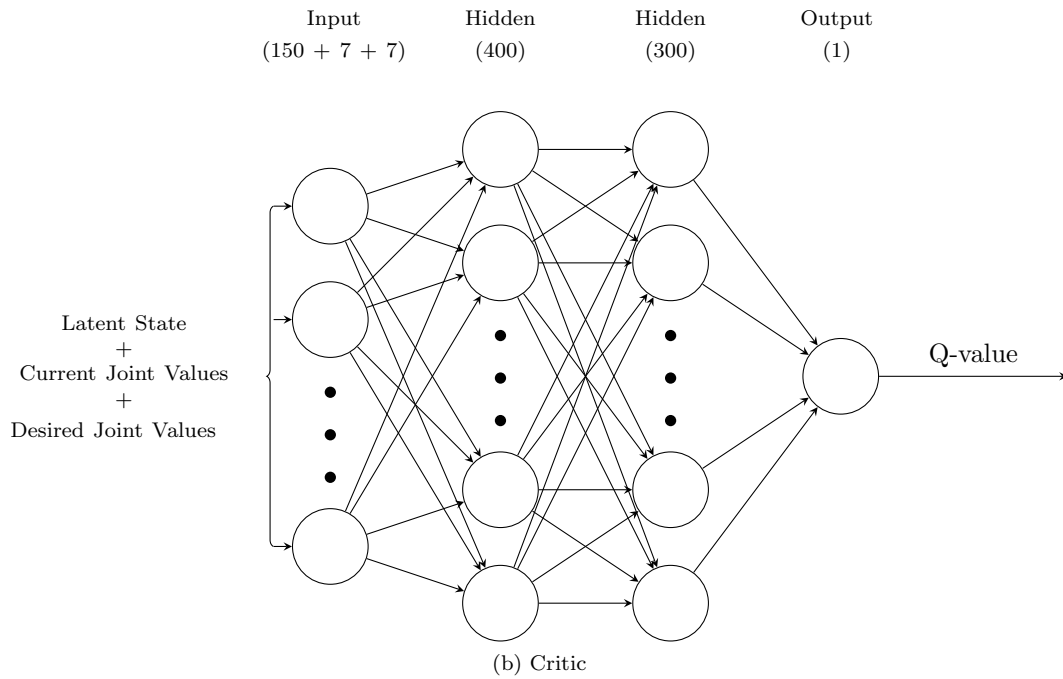 Input
(150 + 7 + 7)
Hidden
(400)
Hidden
(300)
Output
(1)
Latent State
+
Current Joint Values
+
Desired Joint Values
Q-value
(b) Critic